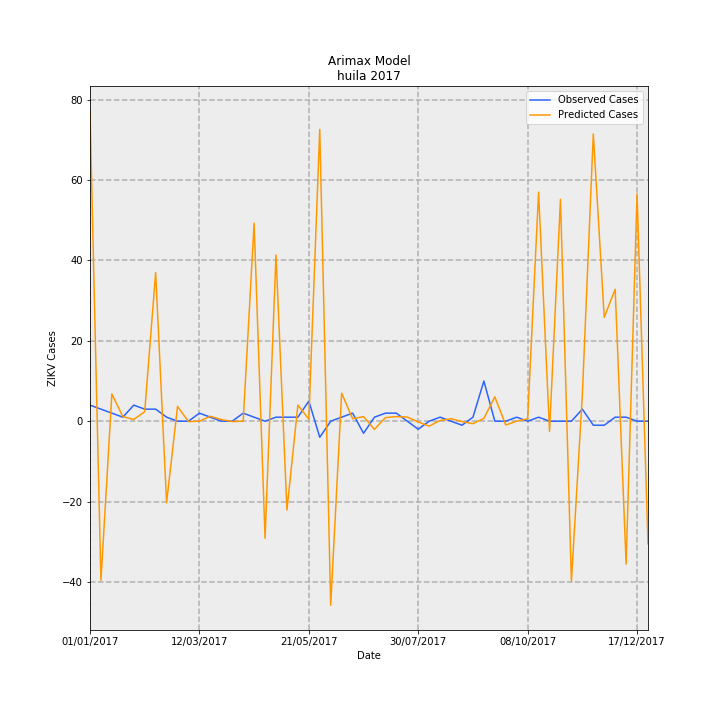 Arimax Model
huila 2017
Observed Cases
Predicted Cases
80
60
40
20
0
−20
−40
ZIKV Cases
01/01/2017
12/03/2017
21/05/2017
30/07/2017
08/10/2017
17/12/2017
Date